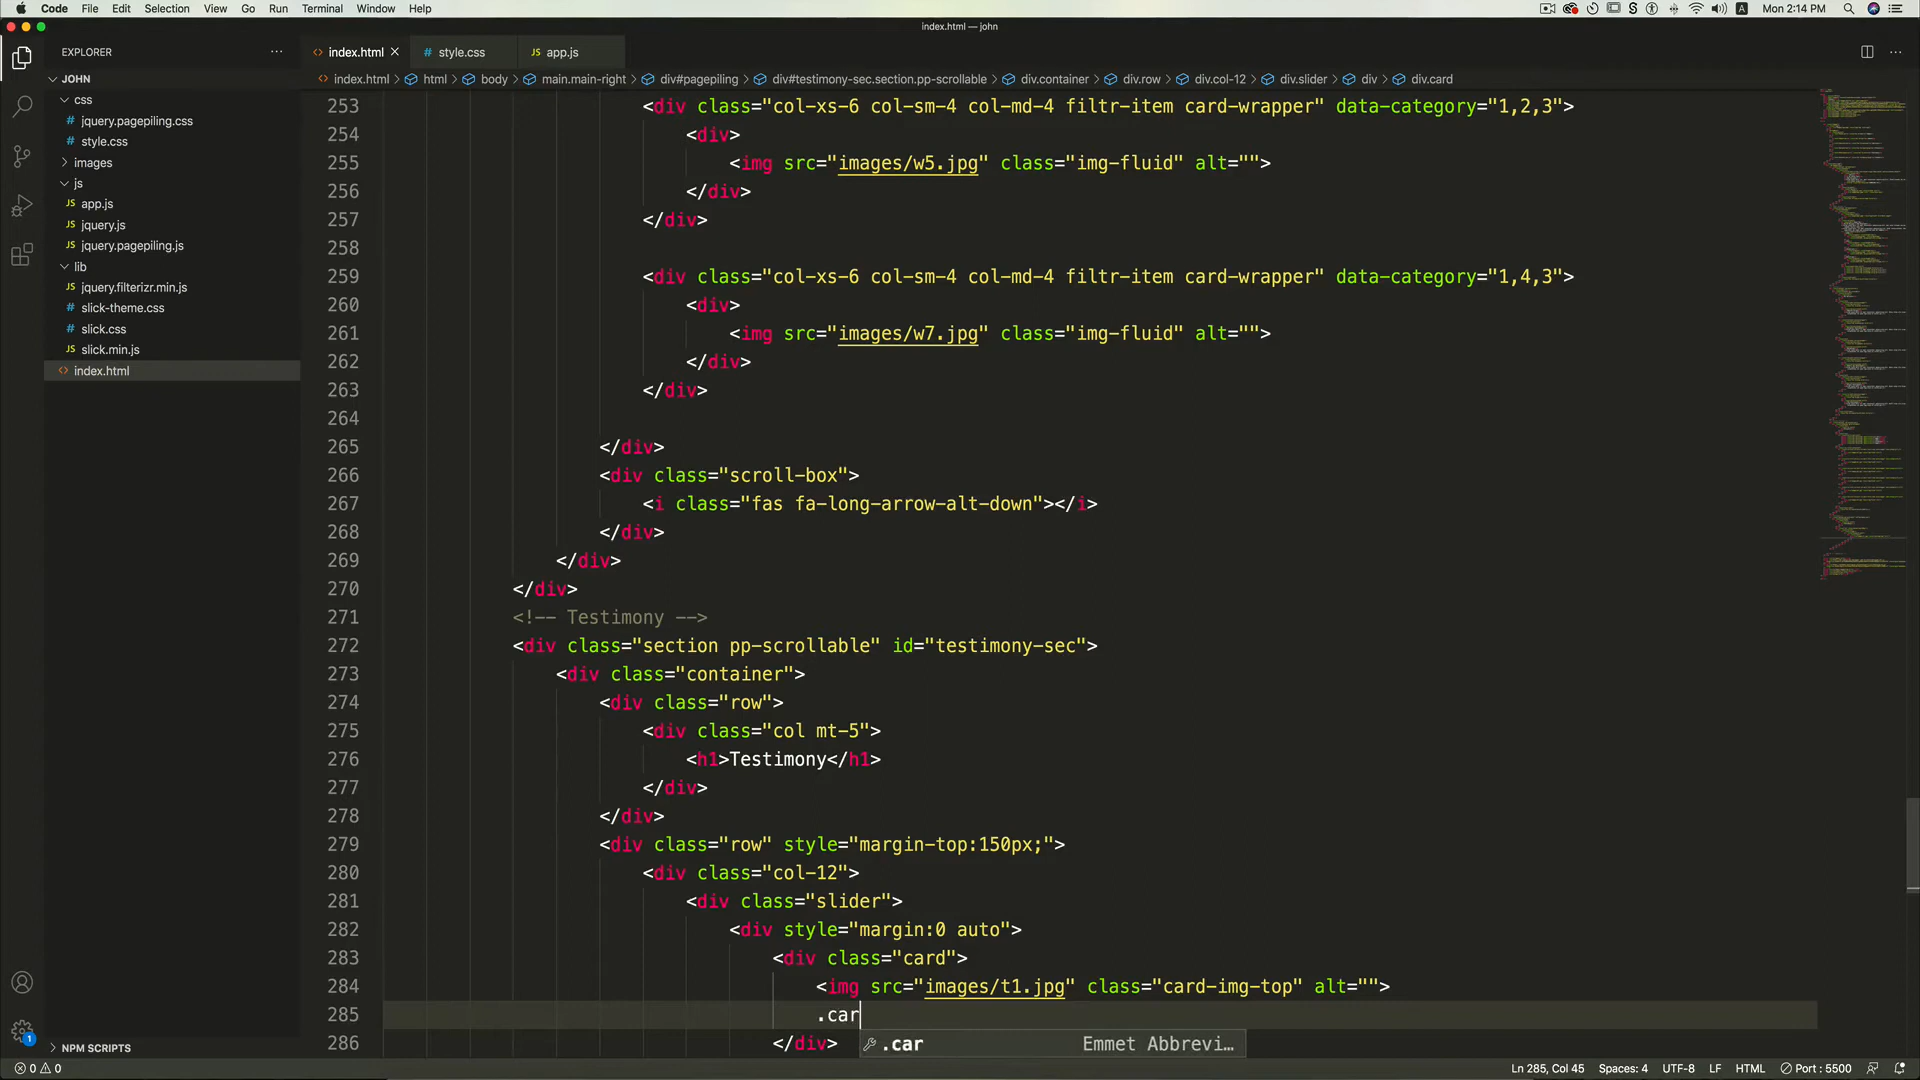 Code File Edit Selection View Go Run Terminal Window Help Mon 2:14 PM
index.html — john
EXPLORER
index.html style.css app.js
JOHN
index.html html body main.main-right div#pagepiling div#testimony-sec.section.pp-scrollable div.container div.row div.col-12 div.slider div div.card
css
jquery.pagepiling.css
style.css
images
js
app.js
jquery.js
jquery.pagepiling.js
lib
jquery.filterizr.min.js
slick-theme.css
slick.css
slick.min.js
index.html
NPM SCRIPTS
253 <div class="col-xs-6 col-sm-4 col-md-4 filtr-item card-wrapper" data-category="1,2,3">
254 <div>
255 <img src="images/w5.jpg" class="img-fluid" alt="">
256 </div>
257 </div>
258
259 <div class="col-xs-6 col-sm-4 col-md-4 filtr-item card-wrapper" data-category="1,4,3">
260 <div>
261 <img src="images/w7.jpg" class="img-fluid" alt="">
262 </div>
263 </div>
264
265 </div>
266 <div class="scroll-box">
267 <i class="fas fa-long-arrow-alt-down"></i>
268 </div>
269 </div>
270 </div>
271 <!-- Testimony -->
272 <div class="section pp-scrollable" id="testimony-sec">
273 <div class="container">
274 <div class="row">
275 <div class="col mt-5">
276 <h1>Testimony</h1>
277 </div>
278 </div>
279 <div class="row" style="margin-top:150px;">
280 <div class="col-12">
281 <div class="slider">
282 <div style="margin:0 auto">
283 <div class="card">
284 <img src="images/t1.jpg" class="card-img-top" alt="">
285 .car
286 </div> .car Emmet Abbrevi…
1
0 0 Ln 285, Col 45 Spaces: 4 UTF-8 LF HTML Port : 5500